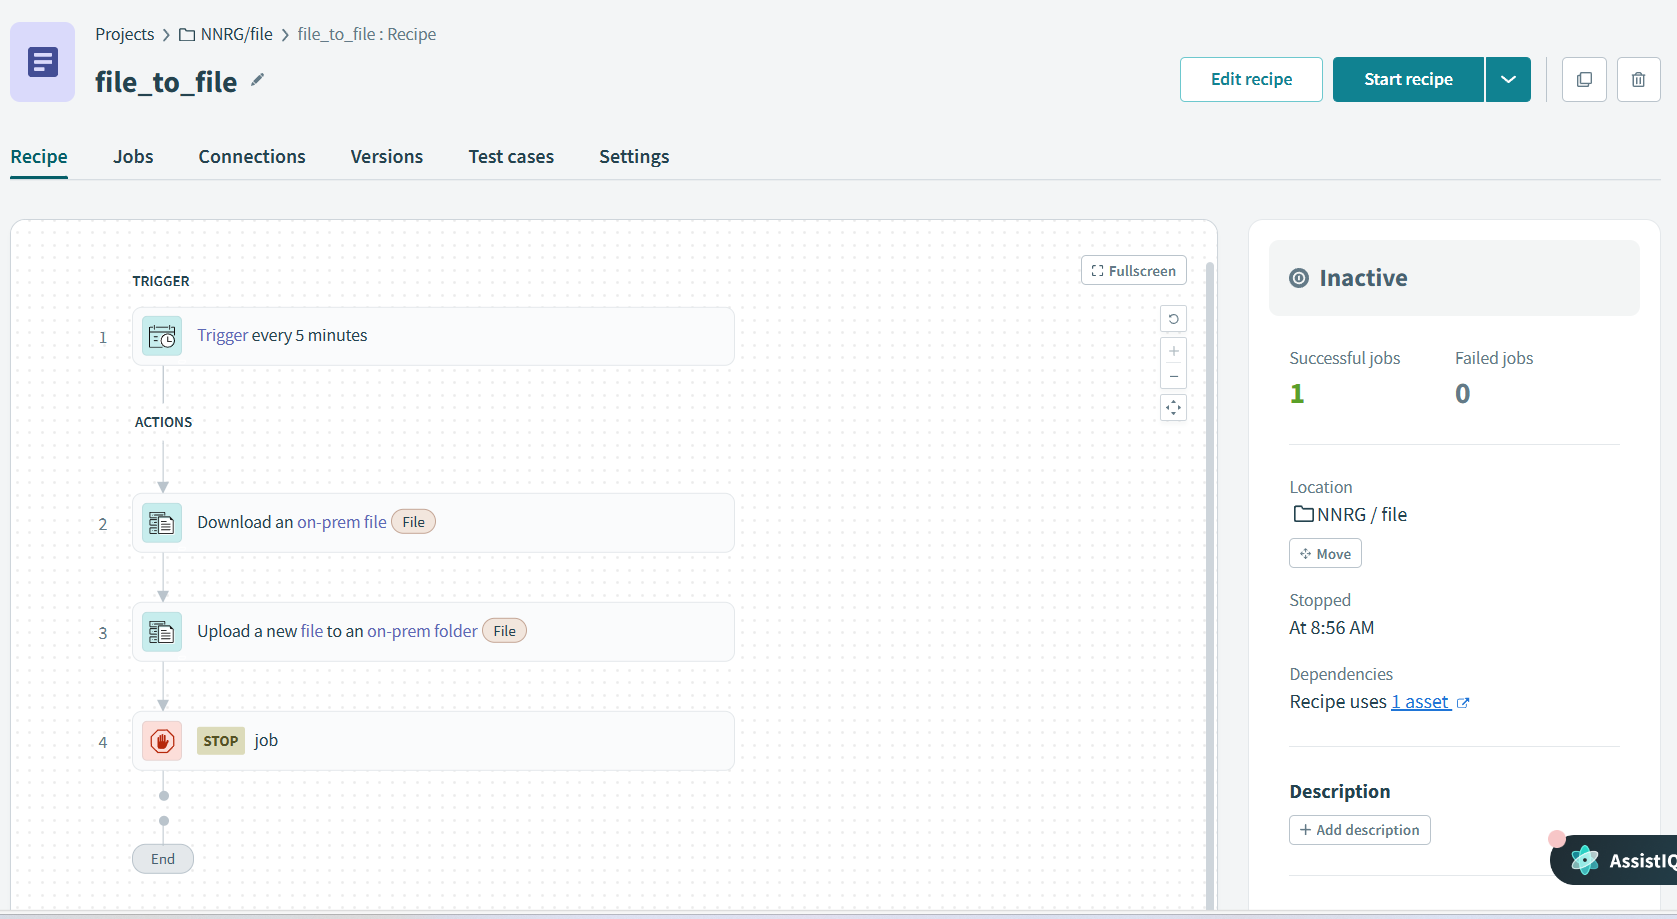 Projects > NNRG/file > file_to_file : Recipe
file_to_file
Edit recipe
Start recipe
Recipe
Jobs
Connections
Versions
Test cases
Settings
Fullscreen
TRIGGER
1
Trigger every 5 minutes
ACTIONS
2
Download an on-prem file File
3
Upload a new file to an on-prem folder File
4
STOP job
End
Inactive
Successful jobs
Failed jobs
1
0
Location
NNRG / file
Move
Stopped
At 8:56 AM
Dependencies
Recipe uses 1 asset
Description
+ Add description
AssistIQ